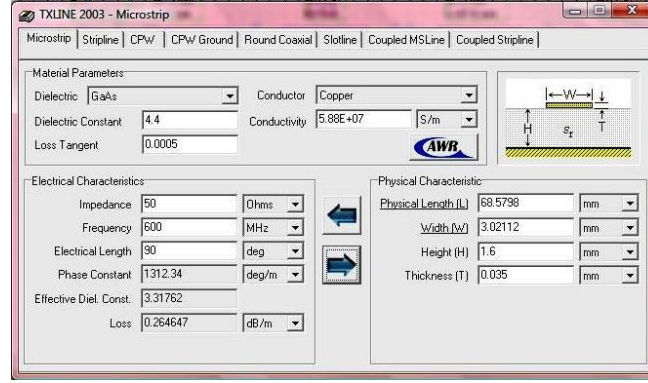 TXLINE 2003 - Microstrip
Microstrip Stripline CPW CPW Ground Round Coaxial Slotline Coupled MSLine Coupled Stripline
Material Parameters
Dielectric GaAs Conductor Copper
Dielectric Constant 4.4 Conductivity 5.88E+07 S/m
Loss Tangent 0.0005 AWR
W
H εr T
Electrical Characteristics
Impedance 50 Ohms
Frequency 600 MHz
Electrical Length 90 deg
Phase Constant 1312.34 deg/m
Effective Diel. Const. 3.31762
Loss 0.264647 dB/m
Physical Characteristic
Physical Length (L) 68.5798 mm
Width (W) 3.02112 mm
Height (H) 1.6 mm
Thickness (T) 0.035 mm